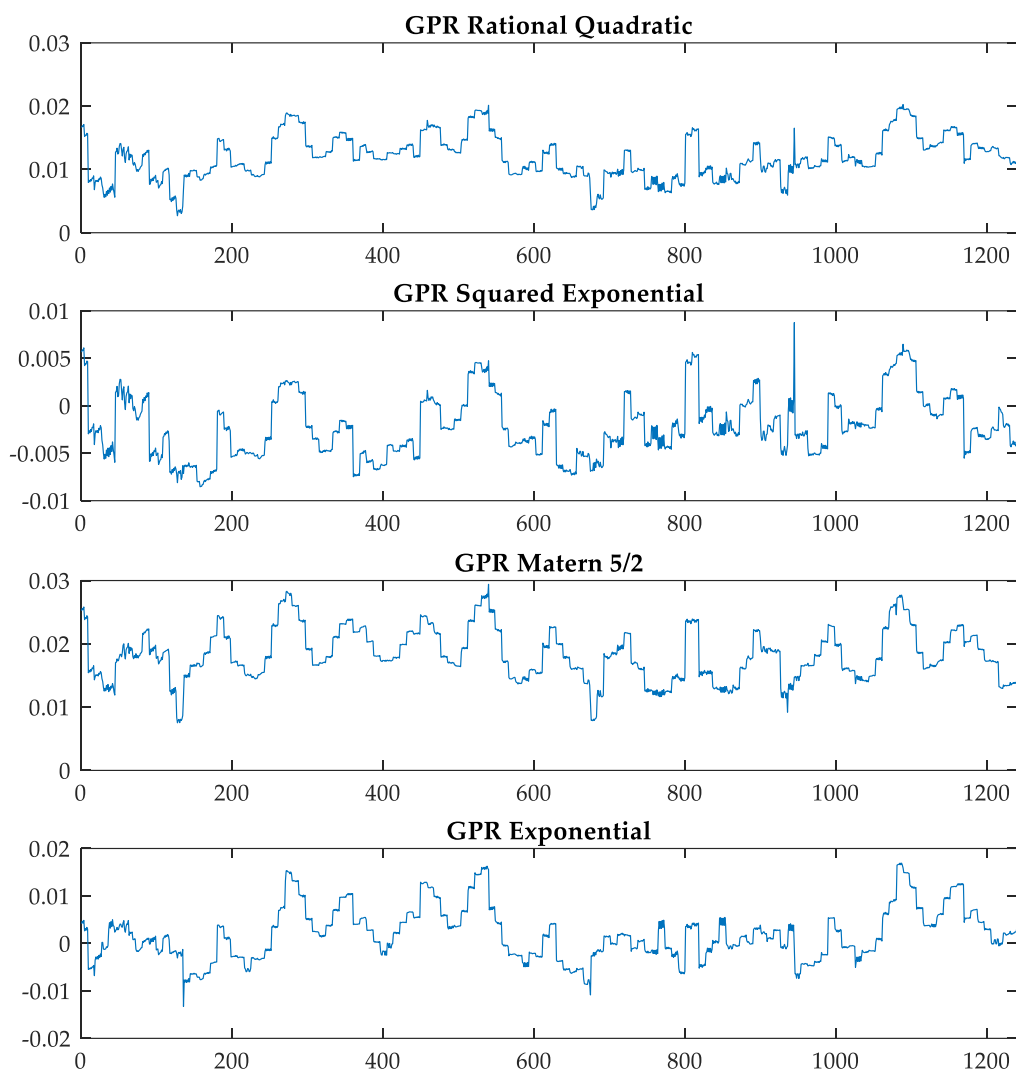 GPR Rational Quadratic
0.03
0.02
0.01
0
0 200 400 600 800 1000 1200
GPR Squared Exponential
0.01
0.005
0
-0.005
-0.01
0 200 400 600 800 1000 1200
GPR Matern 5/2
0.03
0.02
0.01
0
0 200 400 600 800 1000 1200
GPR Exponential
0.02
0.01
0
-0.01
-0.02
0 200 400 600 800 1000 1200